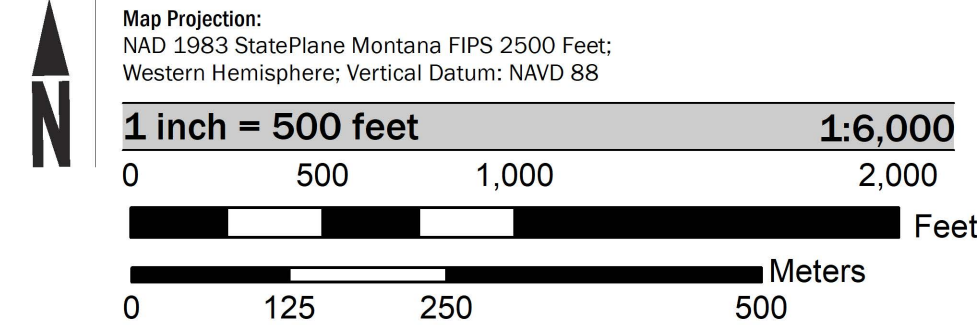 N
Map Projection:
NAD 1983 StatePlane Montana FIPS 2500 Feet;
Western Hemisphere; Vertical Datum: NAVD 88
1 inch = 500 feet 1:6,000
0 500 1,000 2,000
Feet
Meters
0 125 250 500